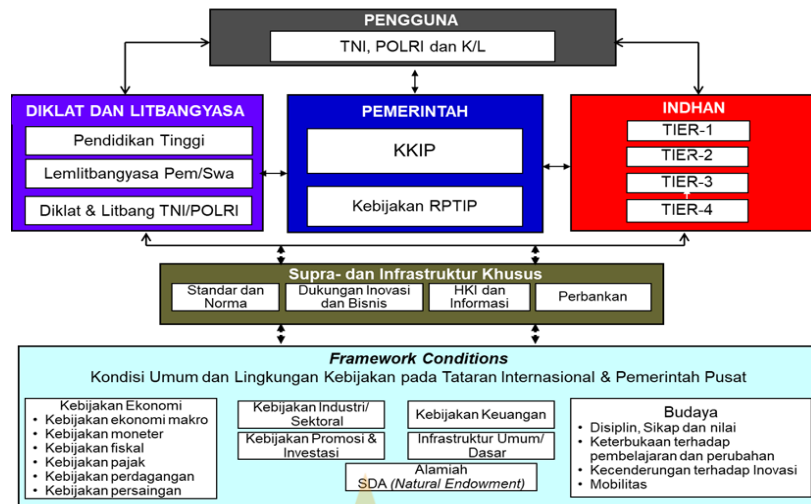 PENGGUNA
TNI, POLRI dan K/L
DIKLAT DAN LITBANGYASA
Pendidikan Tinggi
Lemlitbangyasa Pem/Swa
Diklat & Litbang TNI/POLRI
PEMERINTAH
KKIP
Kebijakan RPTIP
INDHAN
TIER-1
TIER-2
TIER-3
TIER-4
Supra- dan Infrastruktur Khusus
Standar dan
Norma
Dukungan Inovasi
dan Bisnis
HKI dan
Informasi
Perbankan
Framework Conditions
Kondisi Umum dan Lingkungan Kebijakan pada Tataran Internasional & Pemerintah Pusat
Kebijakan Ekonomi
• Kebijakan ekonomi makro
• Kebijakan moneter
• Kebijakan fiskal
• Kebijakan pajak
• Kebijakan perdagangan
• Kebijakan persaingan
Kebijakan Industri/
Sektoral
Kebijakan Promosi &
Investasi
Kebijakan Keuangan
Infrastruktur Umum/
Dasar
Alamiah
SDA (Natural Endowment)
Budaya
• Disiplin, Sikap dan nilai
• Keterbukaan terhadap
pembelajaran dan perubahan
• Kecenderungan terhadap Inovasi
• Mobilitas